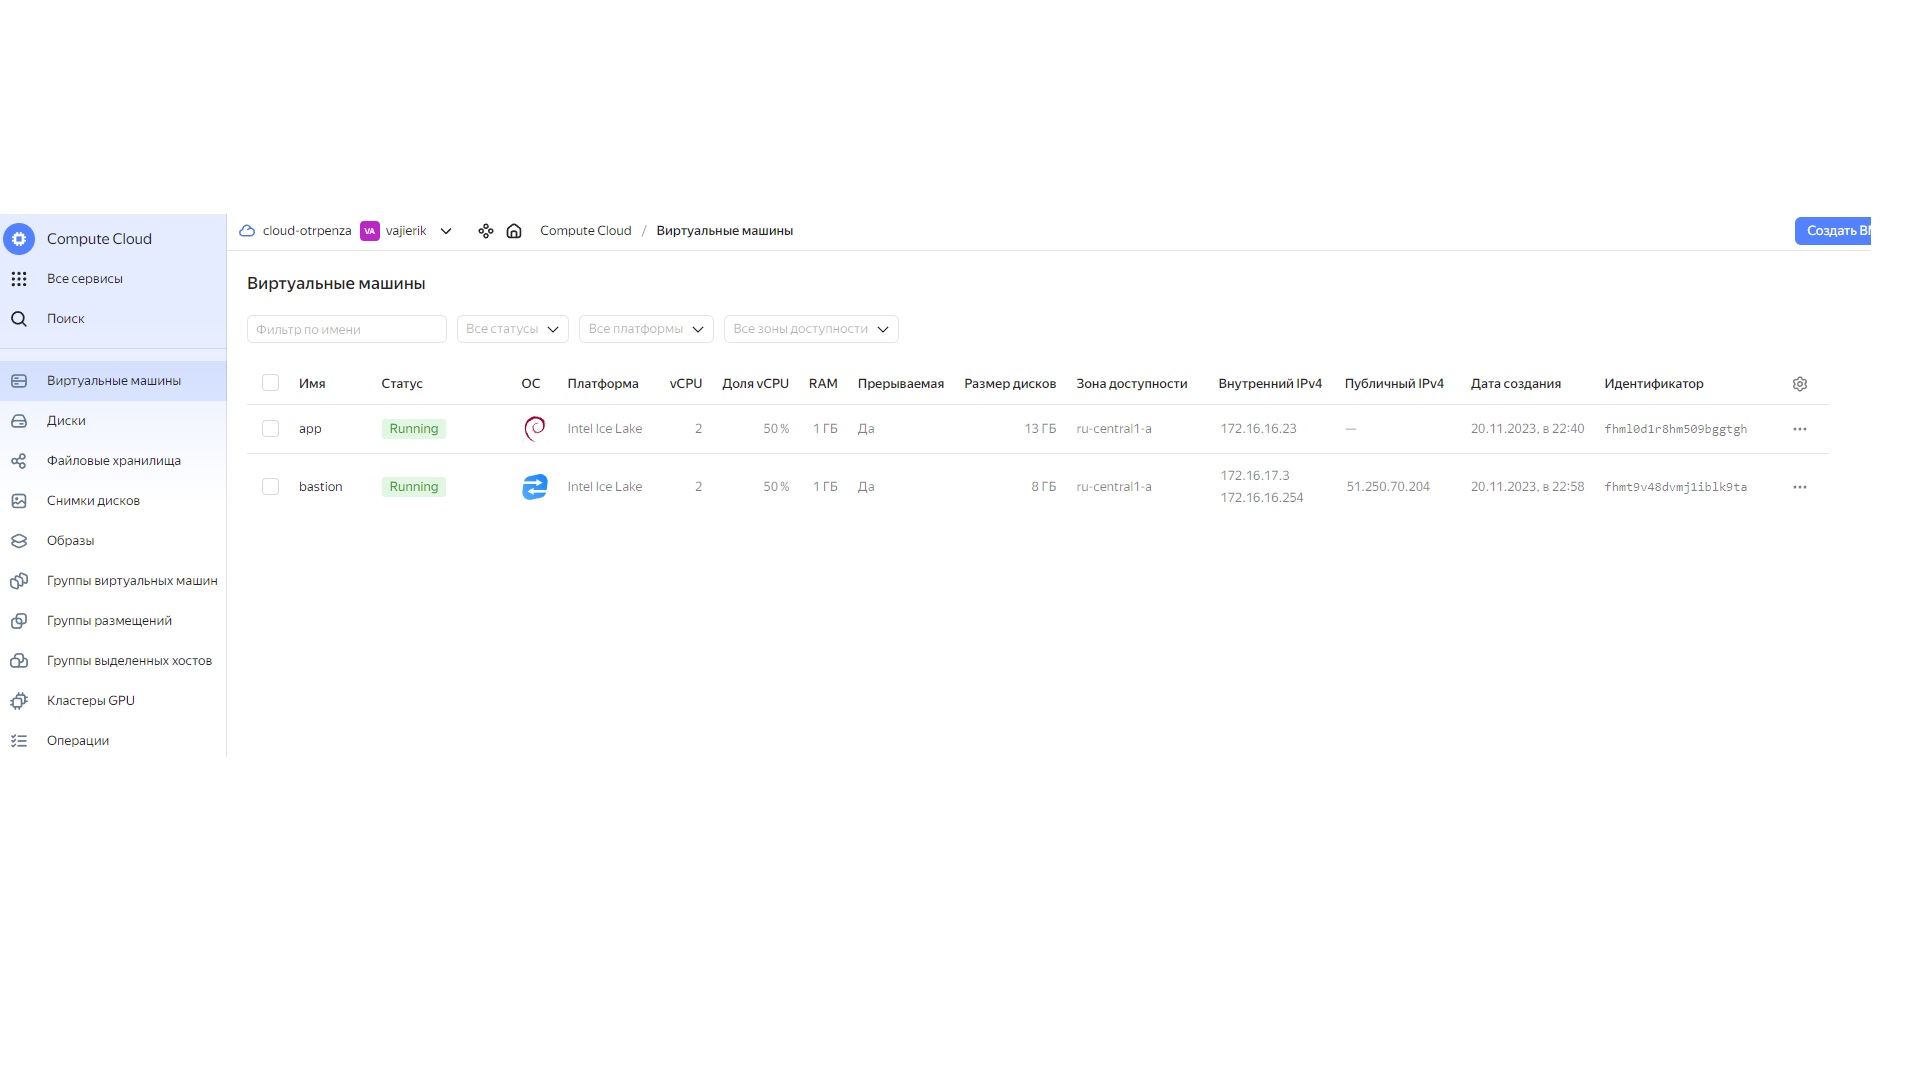 Compute Cloud
Все сервисы
Поиск
Виртуальные машины
Диски
Файловые хранилища
Снимки дисков
Образы
Группы виртуальных машин
Группы размещений
Группы выделенных хостов
Кластеры GPU
Операции
cloud-otrpenza VA vajierik Compute Cloud / Виртуальные машины Создать ВМ
Виртуальные машины
Фильтр по имени Все статусы Все платформы Все зоны доступности
Имя Статус ОС Платформа vCPU Доля vCPU RAM Прерываемая Размер дисков Зона доступности Внутренний IPv4 Публичный IPv4 Дата создания Идентификатор
app Running Intel Ice Lake 2 50 % 1 ГБ Да 13 ГБ ru-central1-a 172.16.16.23 — 20.11.2023, в 22:40 fhml0d1r8hm509bggtgh
bastion Running Intel Ice Lake 2 50 % 1 ГБ Да 8 ГБ ru-central1-a 172.16.17.3 51.250.70.204 20.11.2023, в 22:58 fhmt9v48dvmj1iblk9ta
172.16.16.254